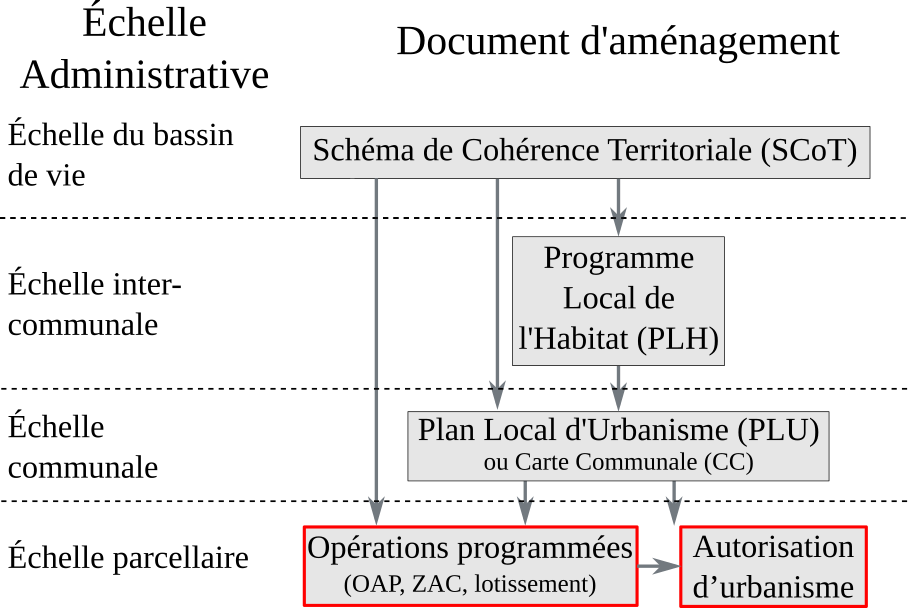 Échelle
Administrative
Document d'aménagement
Échelle du bassin
de vie
Schéma de Cohérence Territoriale (SCoT)
Échelle inter-
communale
Programme
Local de
l'Habitat (PLH)
Échelle
communale
Plan Local d'Urbanisme (PLU)
ou Carte Communale (CC)
Échelle parcellaire
Opérations programmées
(OAP, ZAC, lotissement)
Autorisation
d’urbanisme